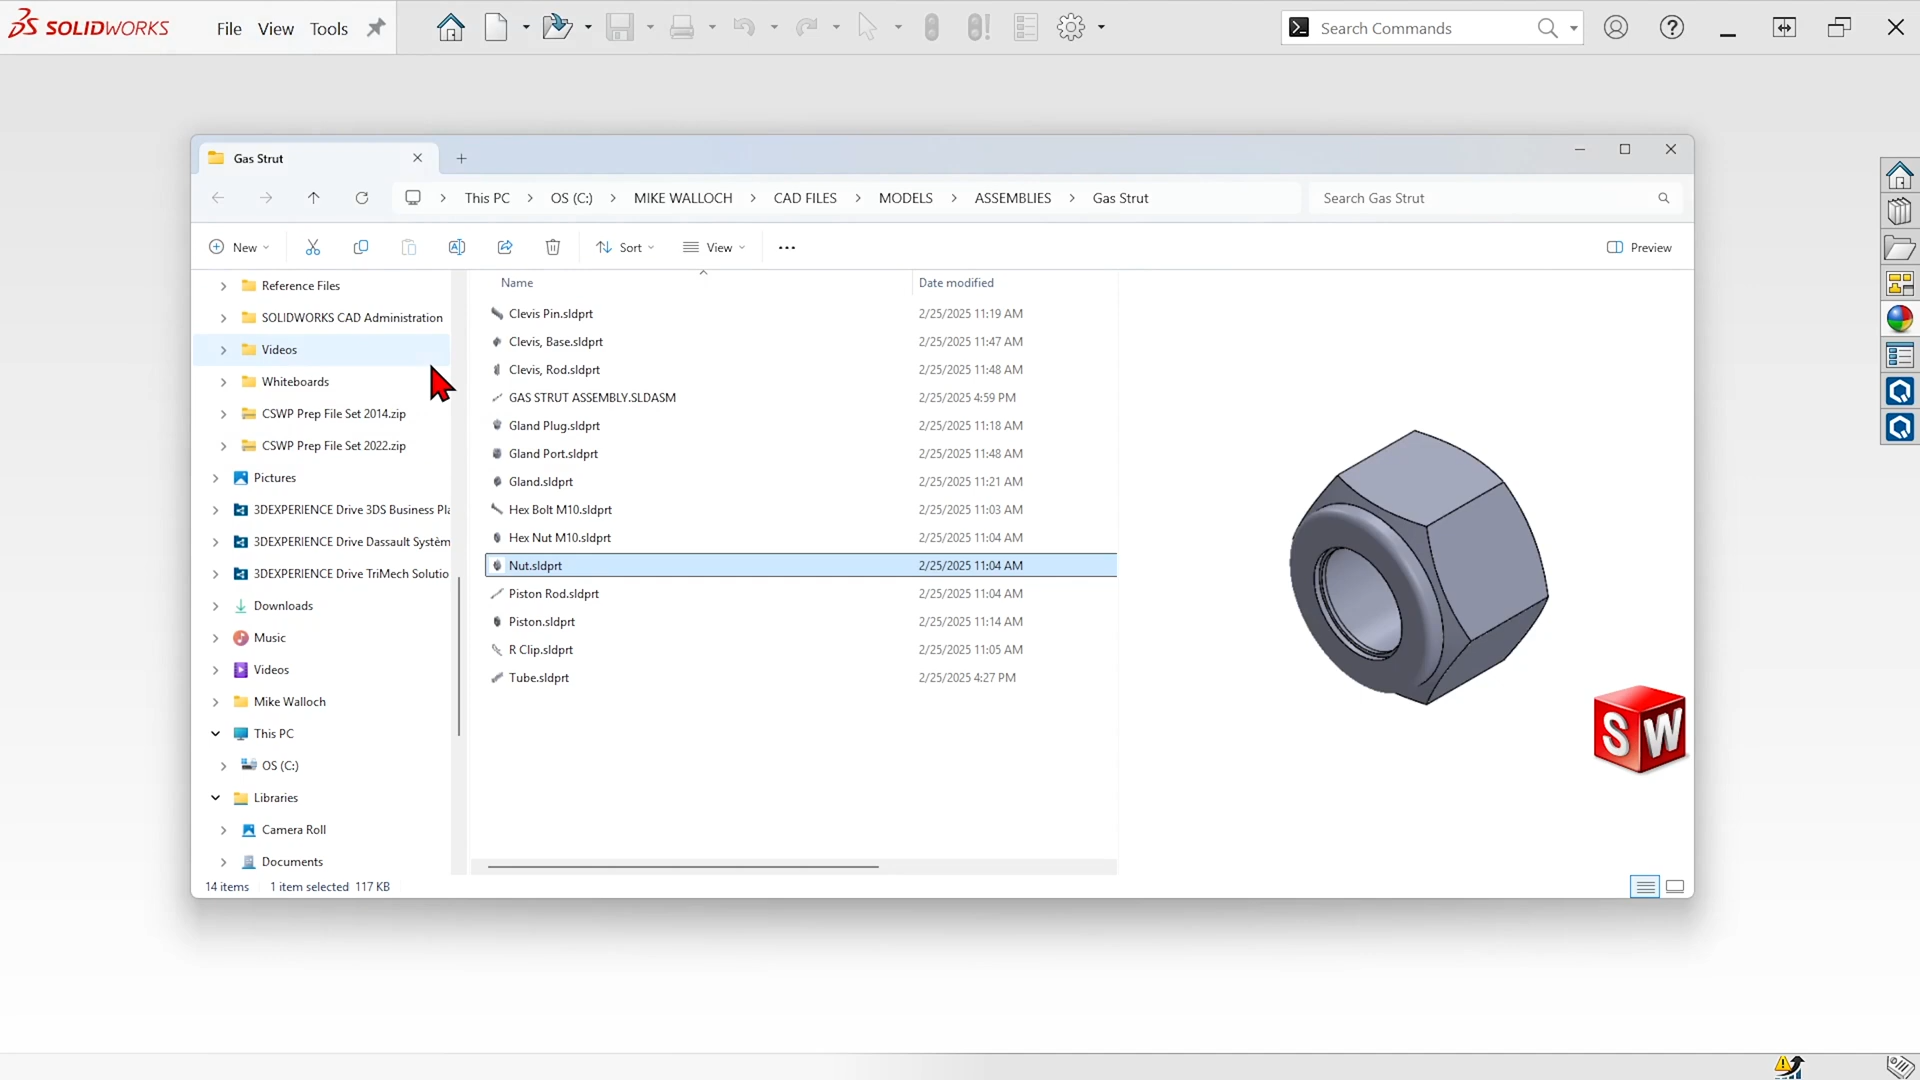 SOLIDWORKS File View Tools Search Commands
Gas Strut
This PC > OS (C:) > MIKE WALLOCH > CAD FILES > MODELS > ASSEMBLIES > Gas Strut Search Gas Strut
New Sort View Preview
Reference Files
SOLIDWORKS CAD Administration
Videos
Whiteboards
CSWP Prep File Set 2014.zip
CSWP Prep File Set 2022.zip
Pictures
3DEXPERIENCE Drive 3DS Business Pla
3DEXPERIENCE Drive Dassault Systèm
3DEXPERIENCE Drive TriMech Solutio
Downloads
Music
Videos
Mike Walloch
This PC
OS (C:)
Libraries
Camera Roll
Documents
Name Date modified
Clevis Pin.sldprt 2/25/2025 11:19 AM
Clevis, Base.sldprt 2/25/2025 11:47 AM
Clevis, Rod.sldprt 2/25/2025 11:48 AM
GAS STRUT ASSEMBLY.SLDASM 2/25/2025 4:59 PM
Gland Plug.sldprt 2/25/2025 11:18 AM
Gland Port.sldprt 2/25/2025 11:48 AM
Gland.sldprt 2/25/2025 11:21 AM
Hex Bolt M10.sldprt 2/25/2025 11:03 AM
Hex Nut M10.sldprt 2/25/2025 11:04 AM
Nut.sldprt 2/25/2025 11:04 AM
Piston Rod.sldprt 2/25/2025 11:04 AM
Piston.sldprt 2/25/2025 11:14 AM
R Clip.sldprt 2/25/2025 11:05 AM
Tube.sldprt 2/25/2025 4:27 PM
SW
14 items 1 item selected 117 KB